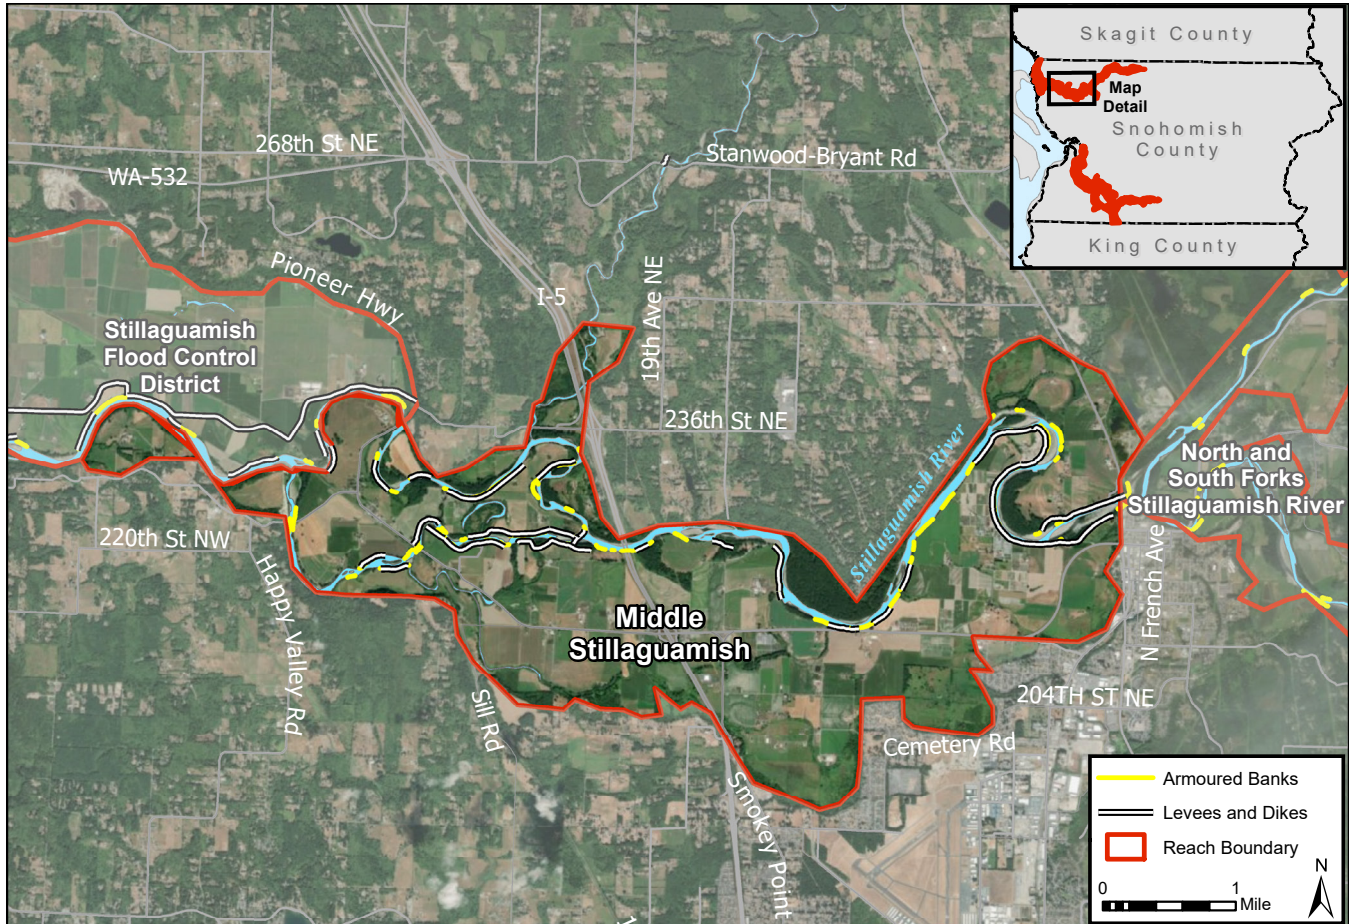 Skagit County
Map
Detail
Snohomish
County
King County
268th St NE
Stanwood-Bryant Rd
WA-532
Pioneer Hwy
I-5
19th Ave NE
Stillaguamish
Flood Control
District
236th St NE
Stillaguamish River
North and
South Forks
Stillaguamish River
220th St NW
Happy Valley Rd
Middle
Stillaguamish
N French Ave
Sill Rd
204TH ST NE
Cemetery Rd
Smokey Point
Armoured Banks
Levees and Dikes
Reach Boundary
N
0 1
Mile